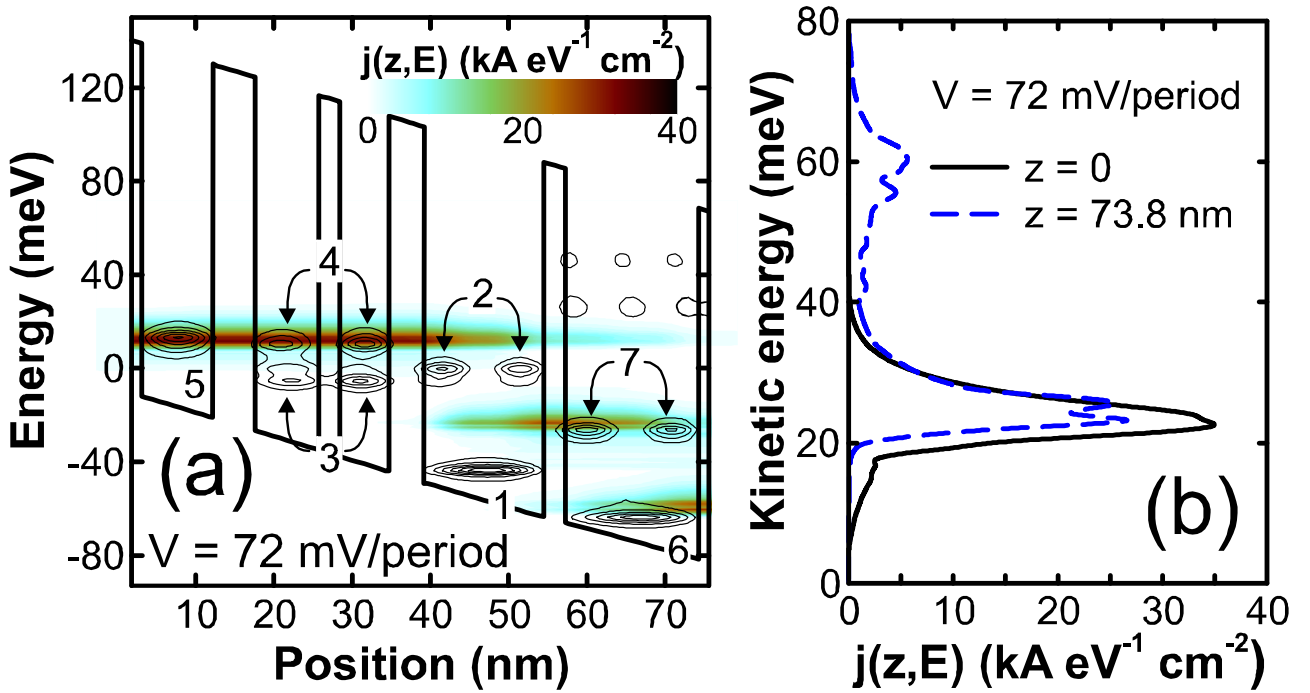 j(z,E) (kA eV-1 cm-2)
0 20 40
120
80
40
0
-40
-80
Energy (meV)
4
2
5
7
3
1
6
(a)
V = 72 mV/period
10 20 30 40 50 60 70
Position (nm)
80
60
40
20
0
Kinetic energy (meV)
V = 72 mV/period
z = 0
z = 73.8 nm
(b)
0 10 20 30 40
j(z,E) (kA eV-1 cm-2)